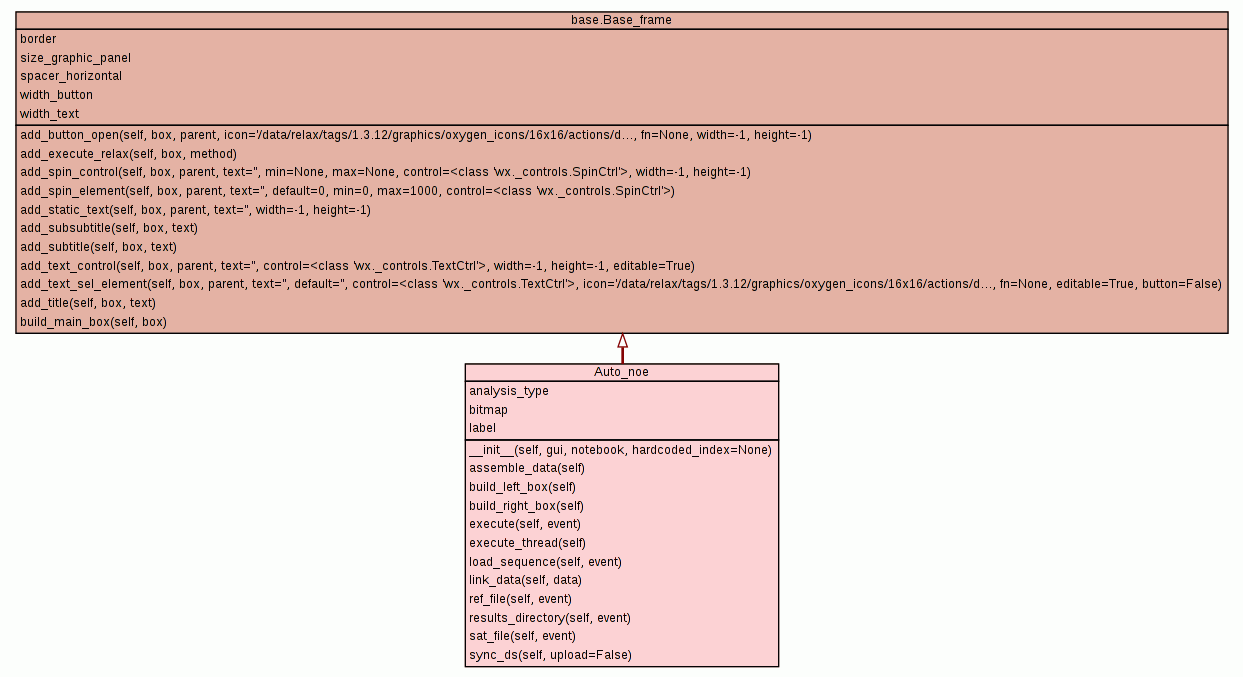 base.Base_frame
border
size_graphic_panel
spacer_horizontal
width_button
width_text
add_button_open(self, box, parent, icon='/data/relax/tags/1.3.12/graphics/oxygen_icons/16x16/actions/d..., fn=None, width=-1, height=-1)
add_execute_relax(self, box, method)
add_spin_control(self, box, parent, text='', min=None, max=None, control=<class 'wx._controls.SpinCtrl'>, width=-1, height=-1)
add_spin_element(self, box, parent, text='', default=0, min=0, max=1000, control=<class 'wx._controls.SpinCtrl'>)
add_static_text(self, box, parent, text='', width=-1, height=-1)
add_subsubtitle(self, box, text)
add_subtitle(self, box, text)
add_text_control(self, box, parent, text='', control=<class 'wx._controls.TextCtrl'>, width=-1, height=-1, editable=True)
add_text_sel_element(self, box, parent, text='', default='', control=<class 'wx._controls.TextCtrl'>, icon='/data/relax/tags/1.3.12/graphics/oxygen_icons/16x16/actions/d..., fn=None, editable=True, button=False)
add_title(self, box, text)
build_main_box(self, box)
Auto_noe
analysis_type
bitmap
label
__init__(self, gui, notebook, hardcoded_index=None)
assemble_data(self)
build_left_box(self)
build_right_box(self)
execute(self, event)
execute_thread(self)
load_sequence(self, event)
link_data(self, data)
ref_file(self, event)
results_directory(self, event)
sat_file(self, event)
sync_ds(self, upload=False)